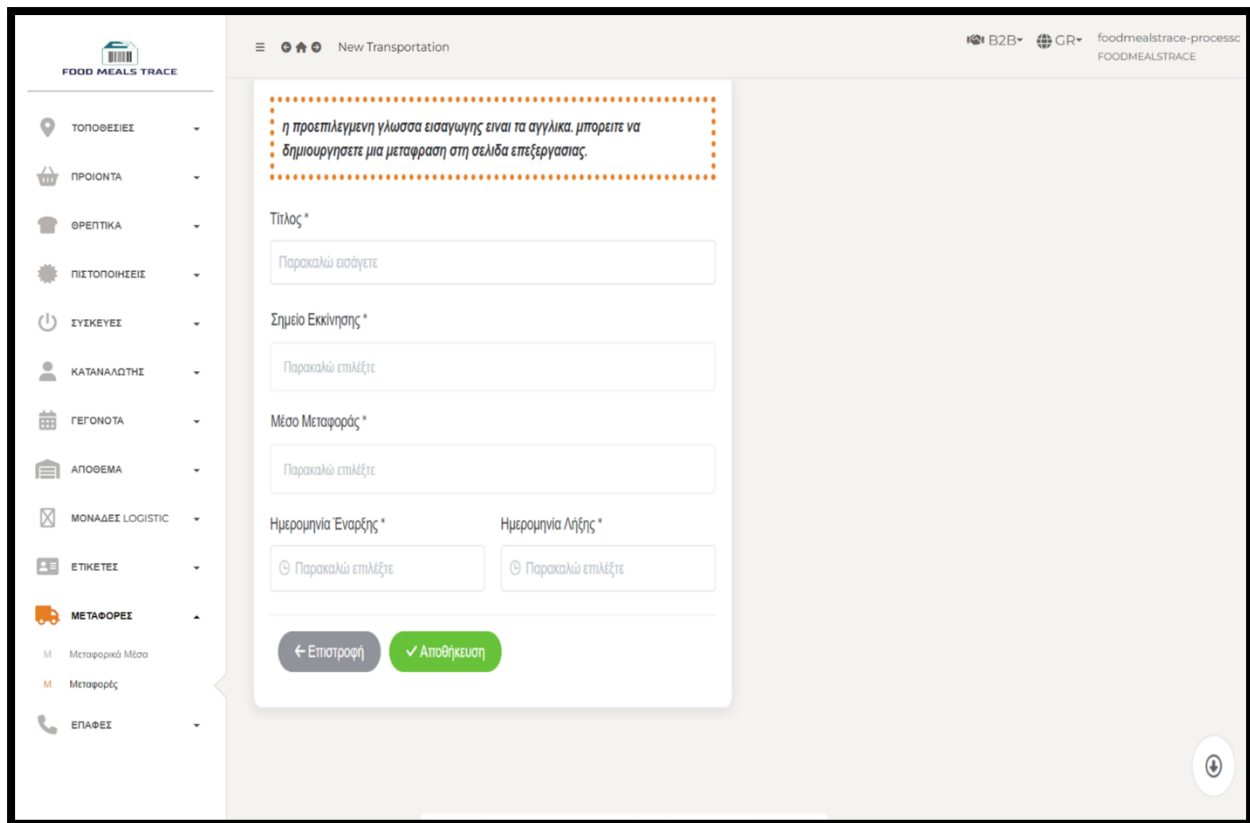 FOOD MEALS TRACE
New Transportation
B2B
GR
foodmealstrace-processc
FOODMEALSTRACE
ΤΟΠΟΘΕΣΙΕΣ
ΠΡΟΙΟΝΤΑ
ΘΡΕΠΤΙΚΑ
ΠΙΣΤΟΠΟΙΗΣΕΙΣ
ΣΥΣΚΕΥΕΣ
ΚΑΤΑΝΑΛΩΤΗΣ
ΓΕΓΟΝΟΤΑ
ΑΠΟΘΕΜΑ
ΜΟΝΑΔΕΣ LOGISTIC
ΕΤΙΚΕΤΕΣ
ΜΕΤΑΦΟΡΕΣ
Μ Μεταφορικά Μέσα
Μ Μεταφορές
ΕΠΑΦΕΣ
η προεπιλεγμενη γλωσσα εισαγωγης ειναι τα αγγλικα. μπορειτε να
δημιουργησετε μια μεταφραση στη σελιδα επεξεργασιας.
Τίτλος *
Παρακαλώ εισάγετε
Σημείο Εκκίνησης *
Παρακαλώ επιλέξτε
Μέσο Μεταφοράς *
Παρακαλώ επιλέξτε
Ημερομηνία Έναρξης * Ημερομηνία Λήξης *
Παρακαλώ επιλέξτε Παρακαλώ επιλέξτε
Επιστροφή Αποθήκευση